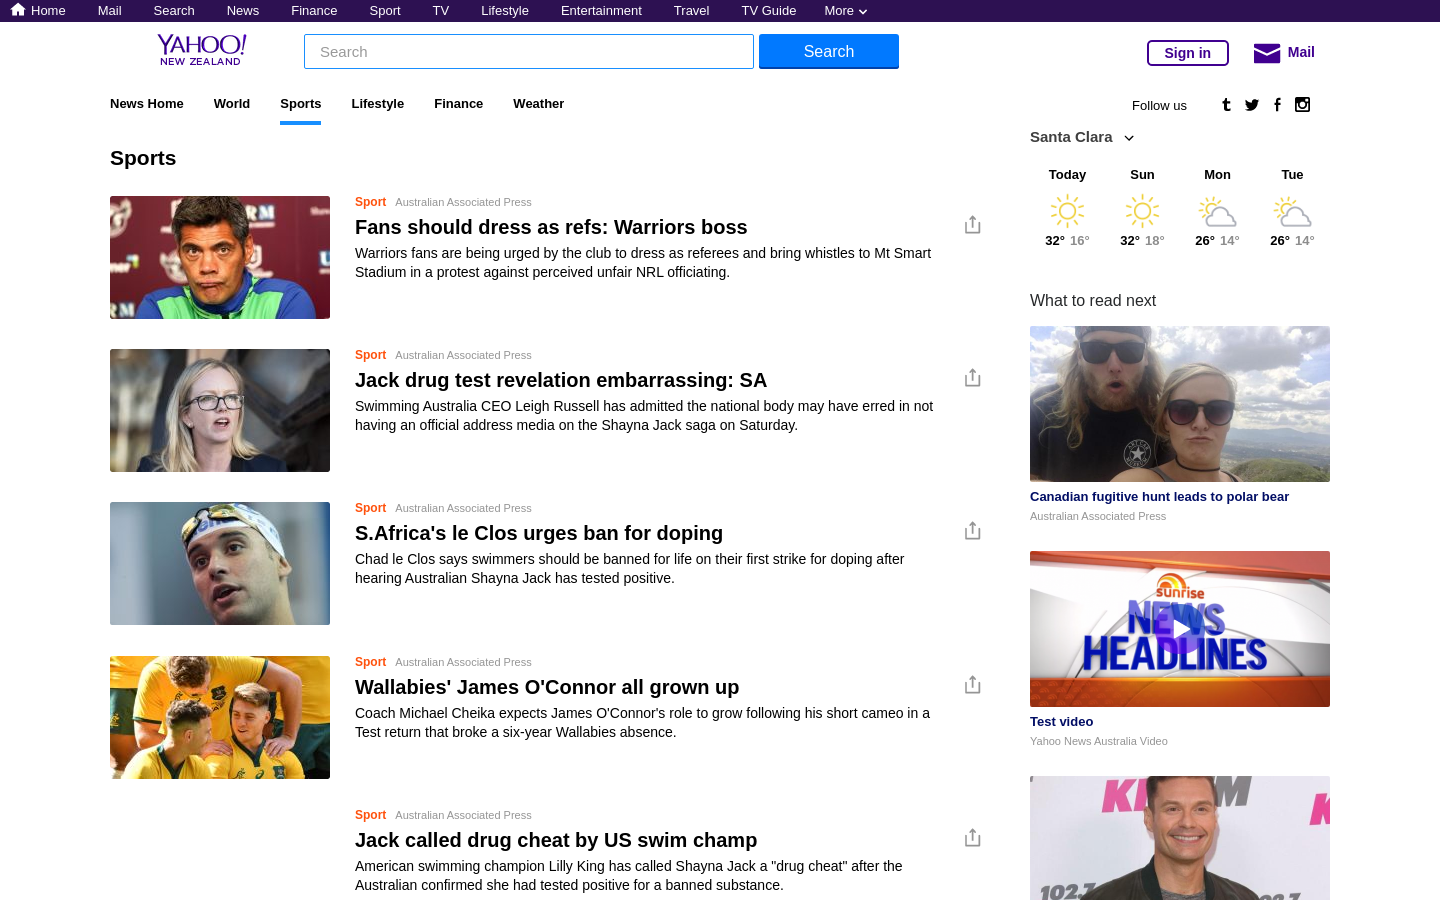 Home Mail Search News Finance Sport TV Lifestyle Entertainment Travel TV Guide More
YAHOO!
NEW ZEALAND
Search
Search
Sign in
Mail
News Home World Sports Lifestyle Finance Weather
Follow us
Santa Clara
Today Sun Mon Tue
32° 16° 32° 18° 26° 14° 26° 14°
Sports
Sport Australian Associated Press
Fans should dress as refs: Warriors boss
Warriors fans are being urged by the club to dress as referees and bring whistles to Mt Smart
Stadium in a protest against perceived unfair NRL officiating.
Sport Australian Associated Press
Jack drug test revelation embarrassing: SA
Swimming Australia CEO Leigh Russell has admitted the national body may have erred in not
having an official address media on the Shayna Jack saga on Saturday.
Sport Australian Associated Press
S.Africa's le Clos urges ban for doping
Chad le Clos says swimmers should be banned for life on their first strike for doping after
hearing Australian Shayna Jack has tested positive.
Sport Australian Associated Press
Wallabies' James O'Connor all grown up
Coach Michael Cheika expects James O'Connor's role to grow following his short cameo in a
Test return that broke a six-year Wallabies absence.
Sport Australian Associated Press
Jack called drug cheat by US swim champ
American swimming champion Lilly King has called Shayna Jack a "drug cheat" after the
Australian confirmed she had tested positive for a banned substance.
What to read next
Canadian fugitive hunt leads to polar bear
Australian Associated Press
sunrise
NEWS
HEADLINES
Test video
Yahoo News Australia Video
102.7